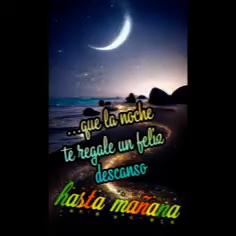 ...que la noche
te regale un feliz
descanso
hasta mañana